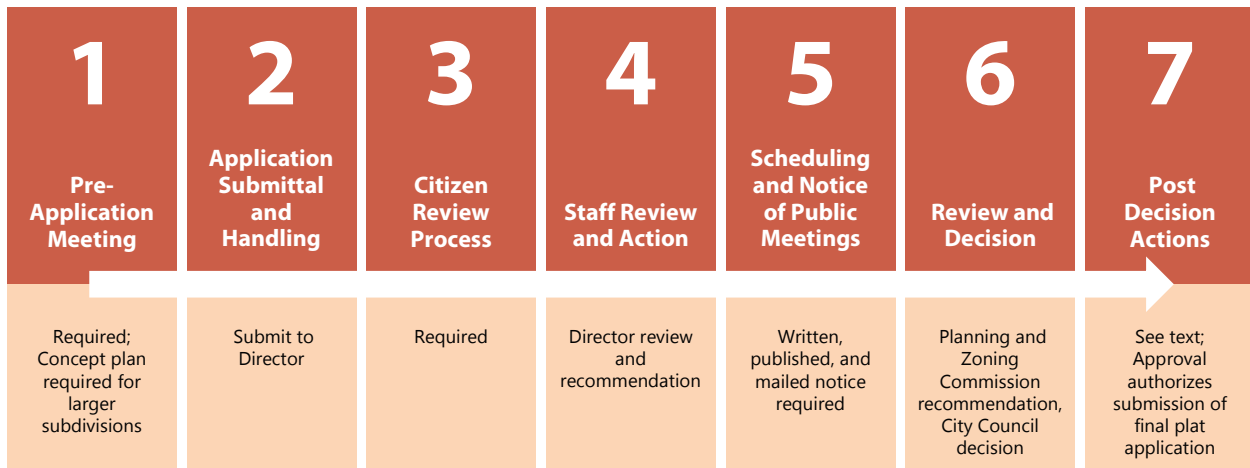 1
Pre-
Application
Meeting
Required;
Concept plan
required for
larger
subdivisions
2
Application
Submittal
and
Handling
Submit to
Director
3
Citizen
Review
Process
Required
4
Staff Review
and Action
Director review
and
recommendation
5
Scheduling
and Notice
of Public
Meetings
Written,
published, and
mailed notice
required
6
Review and
Decision
Planning and
Zoning
Commission
recommendation,
City Council
decision
7
Post
Decision
Actions
See text;
Approval
authorizes
submission of
final plat
application